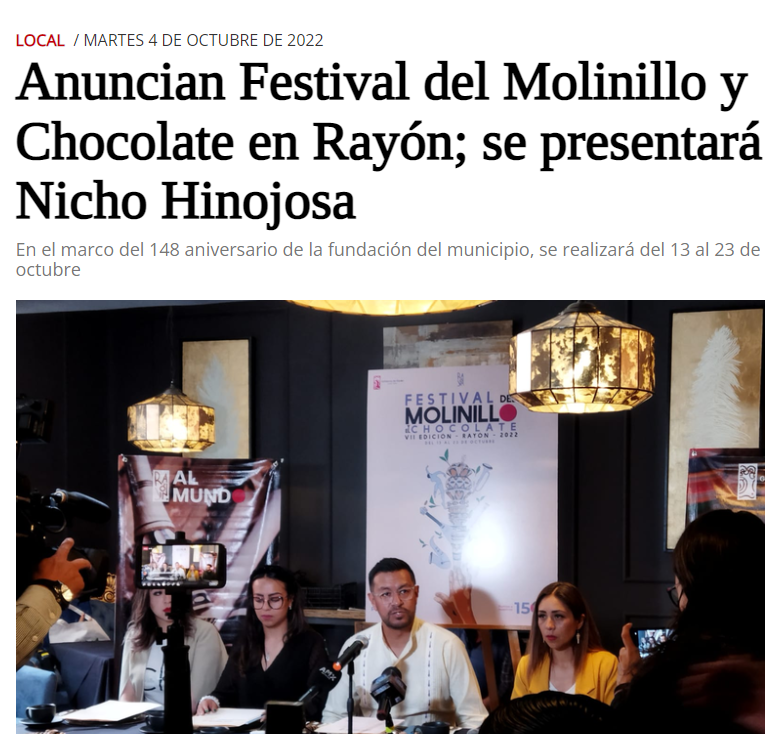 LOCAL / MARTES 4 DE OCTUBRE DE 2022
Anuncian Festival del Molinillo y
Chocolate en Rayón; se presentará
Nicho Hinojosa
En el marco del 148 aniversario de la fundación del municipio, se realizará del 13 al 23 de
octubre
FESTIVAL DEL
MOLINILLO
CHOCOLATE
VII EDICION - RAYON - 2022
AL
MUNDO